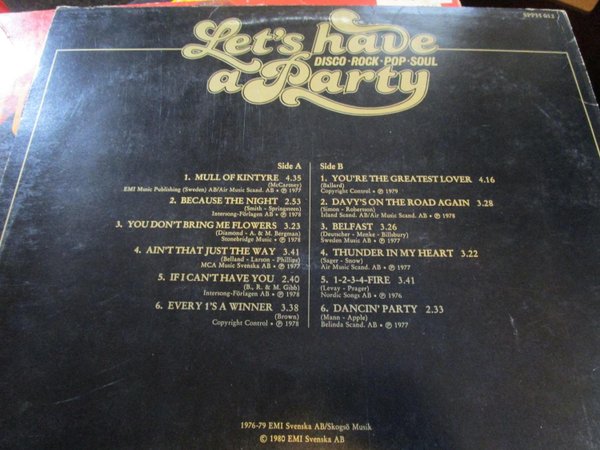 SPPSS 013
Let's have
DISCO·ROCK·POP·SOUL
a Party
Side A
1. MULL OF KINTYRE 4.35
(McCartney)
EMI Music Publishing (Sweden) AB/Air Music Scand. AB • ℗ 1977
2. BECAUSE THE NIGHT 2.53
(Smith - Springsteen)
Intersong-Förlagen AB • ℗ 1978
3. YOU DON'T BRING ME FLOWERS 3.23
(Diamond - A. & M. Bergman)
Stonebridge Music • ℗ 1978
4. AIN'T THAT JUST THE WAY 3.41
(Belland - Larson - Phillips)
MCA Music Svenska AB • ℗ 1977
5. IF I CAN'T HAVE YOU 2.40
(B., R. & M. Gibb)
Intersong-Förlagen AB • ℗ 1978
6. EVERY 1'S A WINNER 3.38
(Brown)
Copyright Control • ℗ 1978
Side B
1. YOU'RE THE GREATEST LOVER 4.16
(Ballard)
Copyright Control • ℗ 1979
2. DAVY'S ON THE ROAD AGAIN 3.28
(Simon - Robertson)
Island Scand. AB/Air Music Scand. AB • ℗ 1978
3. BELFAST 3.26
(Deutscher - Menke - Billsbury)
Sweden Music AB • ℗ 1977
4. THUNDER IN MY HEART 3.22
(Sager - Snow)
Air Music Scand. AB • ℗ 1977
5. 1-2-3-4-FIRE 3.41
(Levay - Prager)
Nordic Songs AB • ℗ 1976
6. DANCIN' PARTY 2.33
(Mann - Apple)
Belinda Scand. AB • ℗ 1977
1976-79 EMI Svenska AB/Skogsö Musik
© 1980 EMI Svenska AB